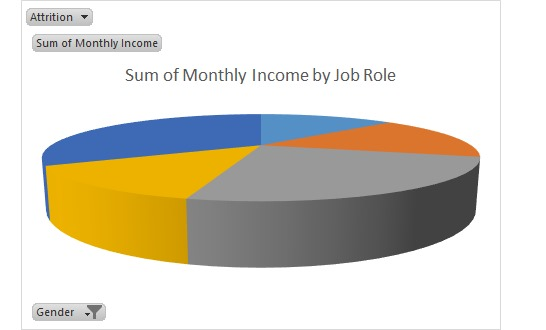 Attrition
Sum of Monthly Income
Sum of Monthly Income by Job Role
Gender